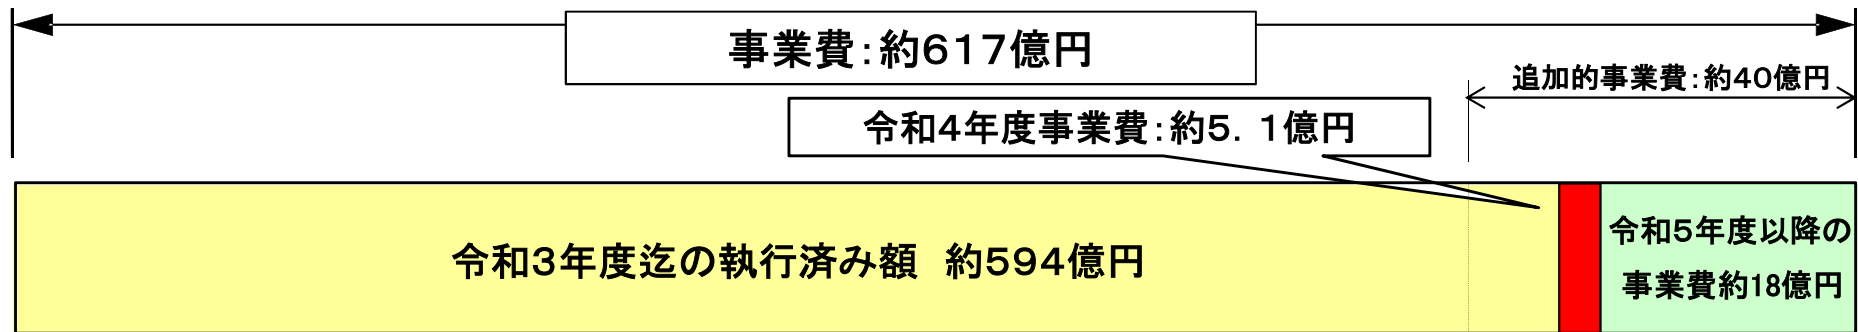 事業費：約６１７億円
追加的事業費：約４０億円
令和４年度事業費：約５．１億円
令和３年度迄の執行済み額　約５９４億円
令和５年度以降の
事業費約18億円